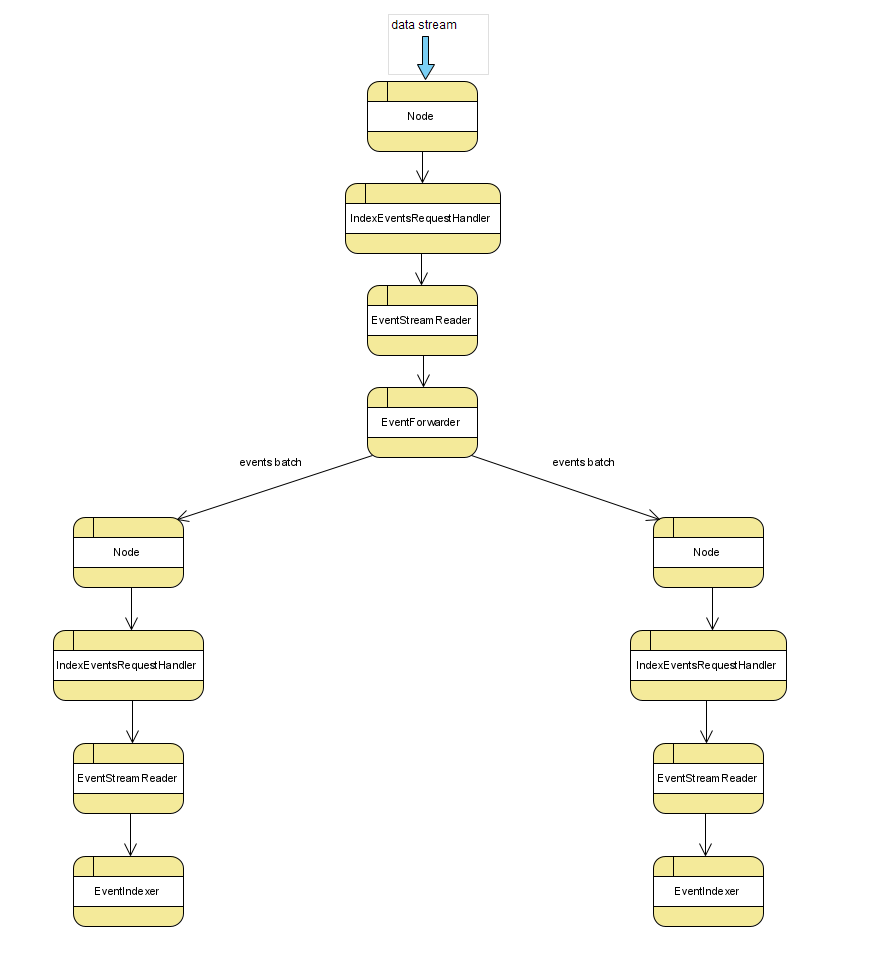 data stream
Node
IndexEventsRequestHandler
EventStreamReader
EventForwarder
events batch
events batch
Node
Node
IndexEventsRequestHandler
IndexEventsRequestHandler
EventStreamReader
EventStreamReader
EventIndexer
EventIndexer